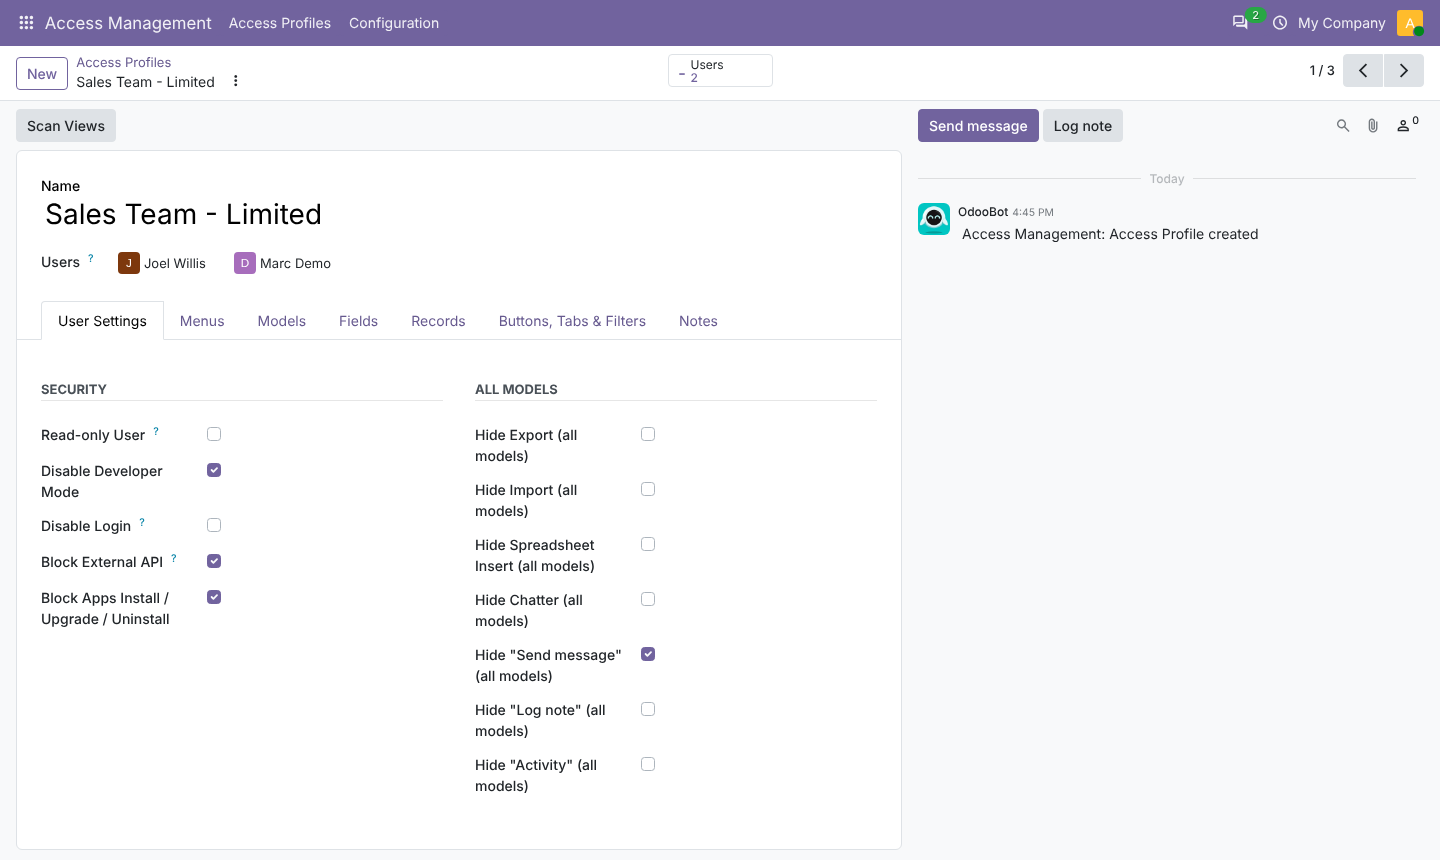 Access Management Access Profiles Configuration 2 My Company A
New Access Profiles Users 1 / 3
Sales Team - Limited 2
Scan Views Send message Log note 0
Name
Sales Team - Limited
Users ? J Joel Willis D Marc Demo
User Settings Menus Models Fields Records Buttons, Tabs & Filters Notes
SECURITY
Read-only User ?
Disable Developer
Mode
Disable Login ?
Block External API ?
Block Apps Install /
Upgrade / Uninstall
ALL MODELS
Hide Export (all
models)
Hide Import (all
models)
Hide Spreadsheet
Insert (all models)
Hide Chatter (all
models)
Hide "Send message"
(all models)
Hide "Log note" (all
models)
Hide "Activity" (all
models)
Today
OdooBot 4:45 PM
Access Management: Access Profile created